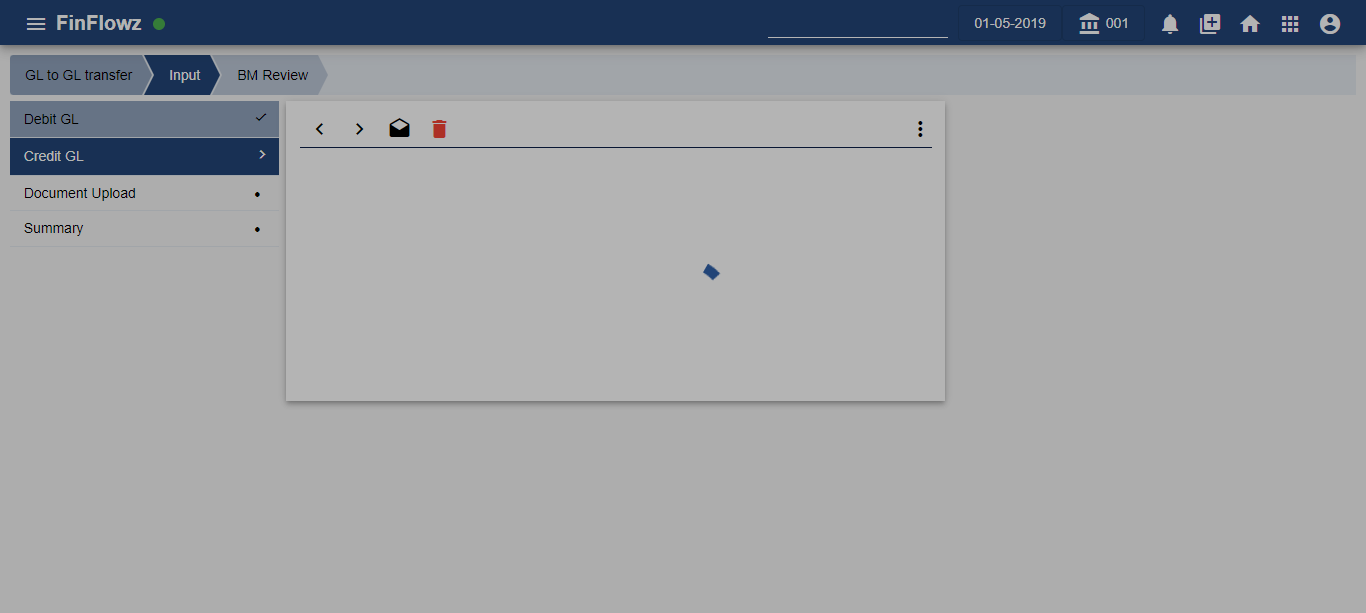 FinFlowz
01-05-2019
001
GL to GL transfer
Input
BM Review
Debit GL
Credit GL
Document Upload
Summary